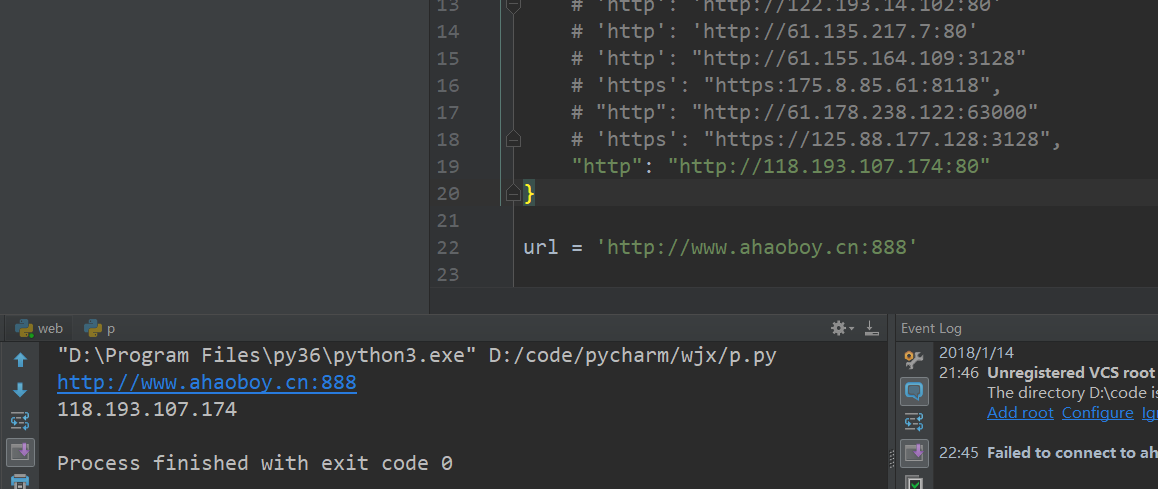 13 # 'http': 'http://122.193.14.102:80'
14 # 'http': 'http://61.135.217.7:80'
15 # 'http': "http://61.155.164.109:3128"
16 # 'https': "https:175.8.85.61:8118",
17 # "http": "http://61.178.238.122:63000"
18 # 'https': "https://125.88.177.128:3128",
19 "http": "http://118.193.107.174:80"
20 }
21
22 url = 'http://www.ahaoboy.cn:888'
23
web p
"D:\Program Files\py36\python3.exe" D:/code/pycharm/wjx/p.py
http://www.ahaoboy.cn:888
118.193.107.174
Process finished with exit code 0
Event Log
2018/1/14
21:46 Unregistered VCS root
The directory D:\code is
Add root Configure Ig
22:45 Failed to connect to ah